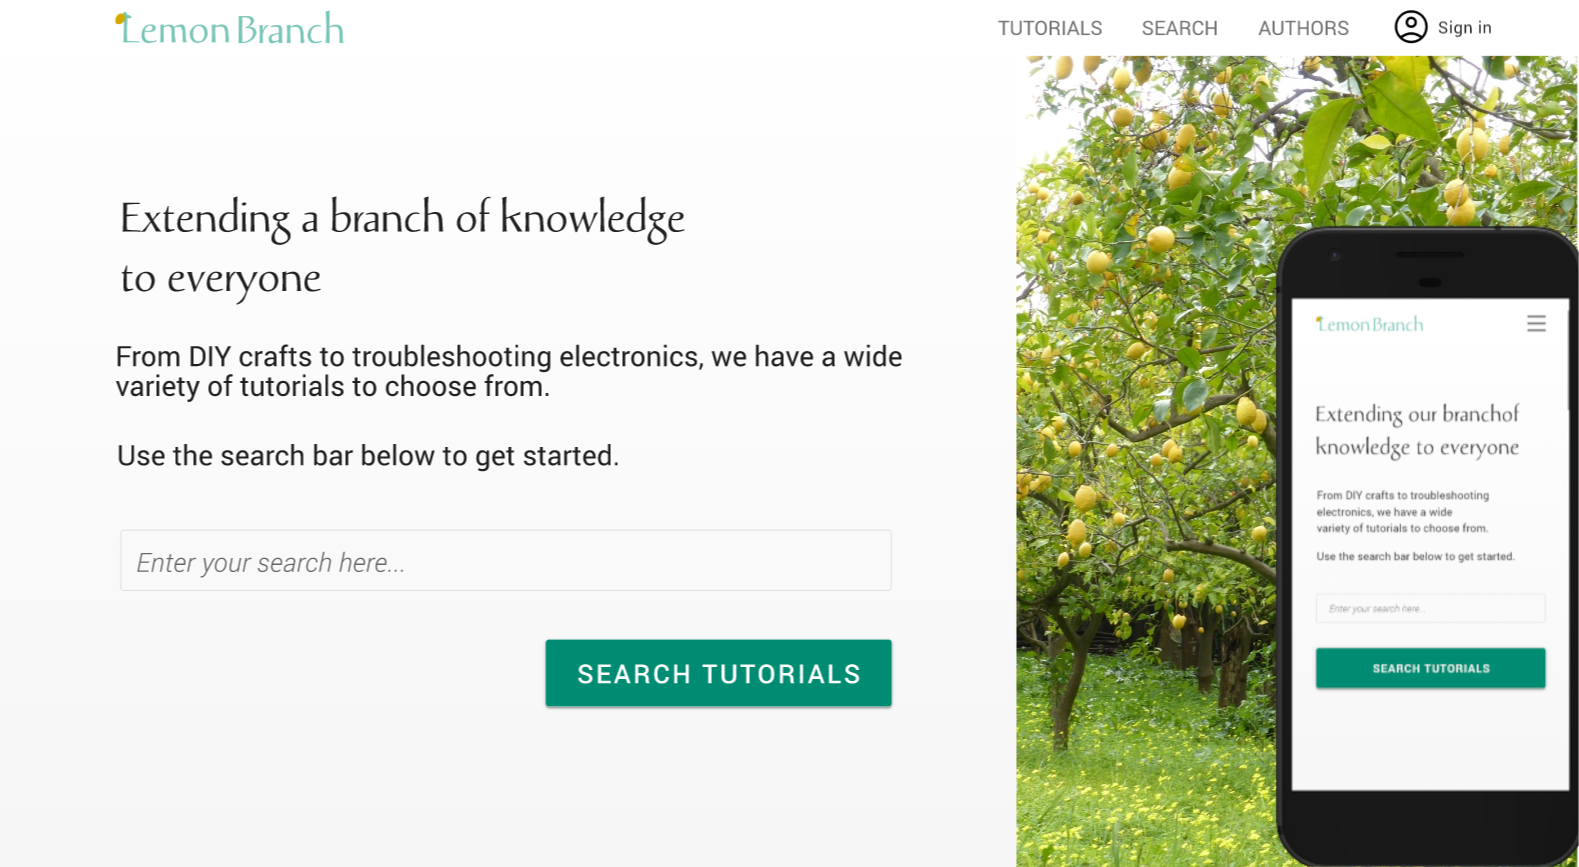 Lemon Branch
TUTORIALS SEARCH AUTHORS Sign in
Extending a branch of knowledge
to everyone
From DIY crafts to troubleshooting electronics, we have a wide
variety of tutorials to choose from.
Use the search bar below to get started.
Enter your search here...
SEARCH TUTORIALS
Lemon Branch
Extending our branchof
knowledge to everyone
From DIY crafts to troubleshooting
electronics, we have a wide
variety of tutorials to choose from.
Use the search bar below to get started.
Enter your search here...
SEARCH TUTORIALS